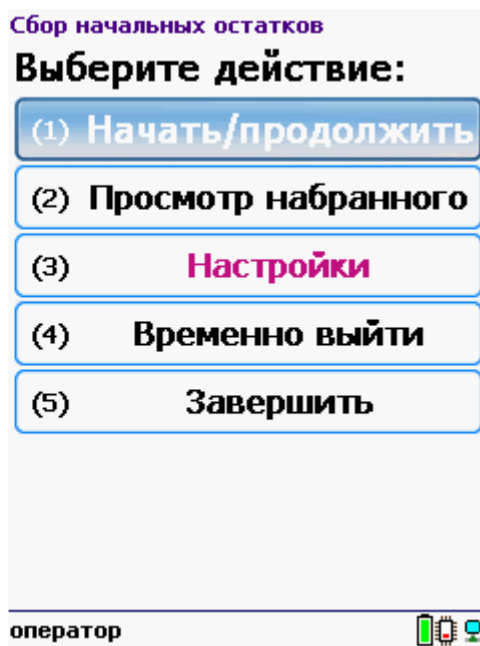 Сбор начальных остатков
Выберите действие:
(1) Начать/продолжить
(2) Просмотр набранного
(3) Настройки
(4) Временно выйти
(5) Завершить
оператор